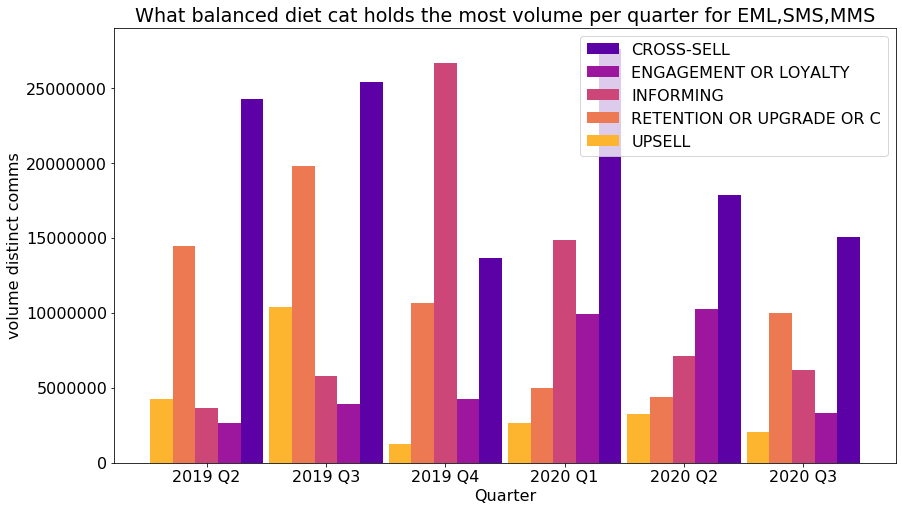 What balanced diet cat holds the most volume per quarter for EML,SMS,MMS
CROSS-SELL
ENGAGEMENT OR LOYALTY
INFORMING
RETENTION OR UPGRADE OR C
UPSELL
volume distinct comms
25000000
20000000
15000000
10000000
5000000
0
2019 Q2 2019 Q3 2019 Q4 2020 Q1 2020 Q2 2020 Q3
Quarter